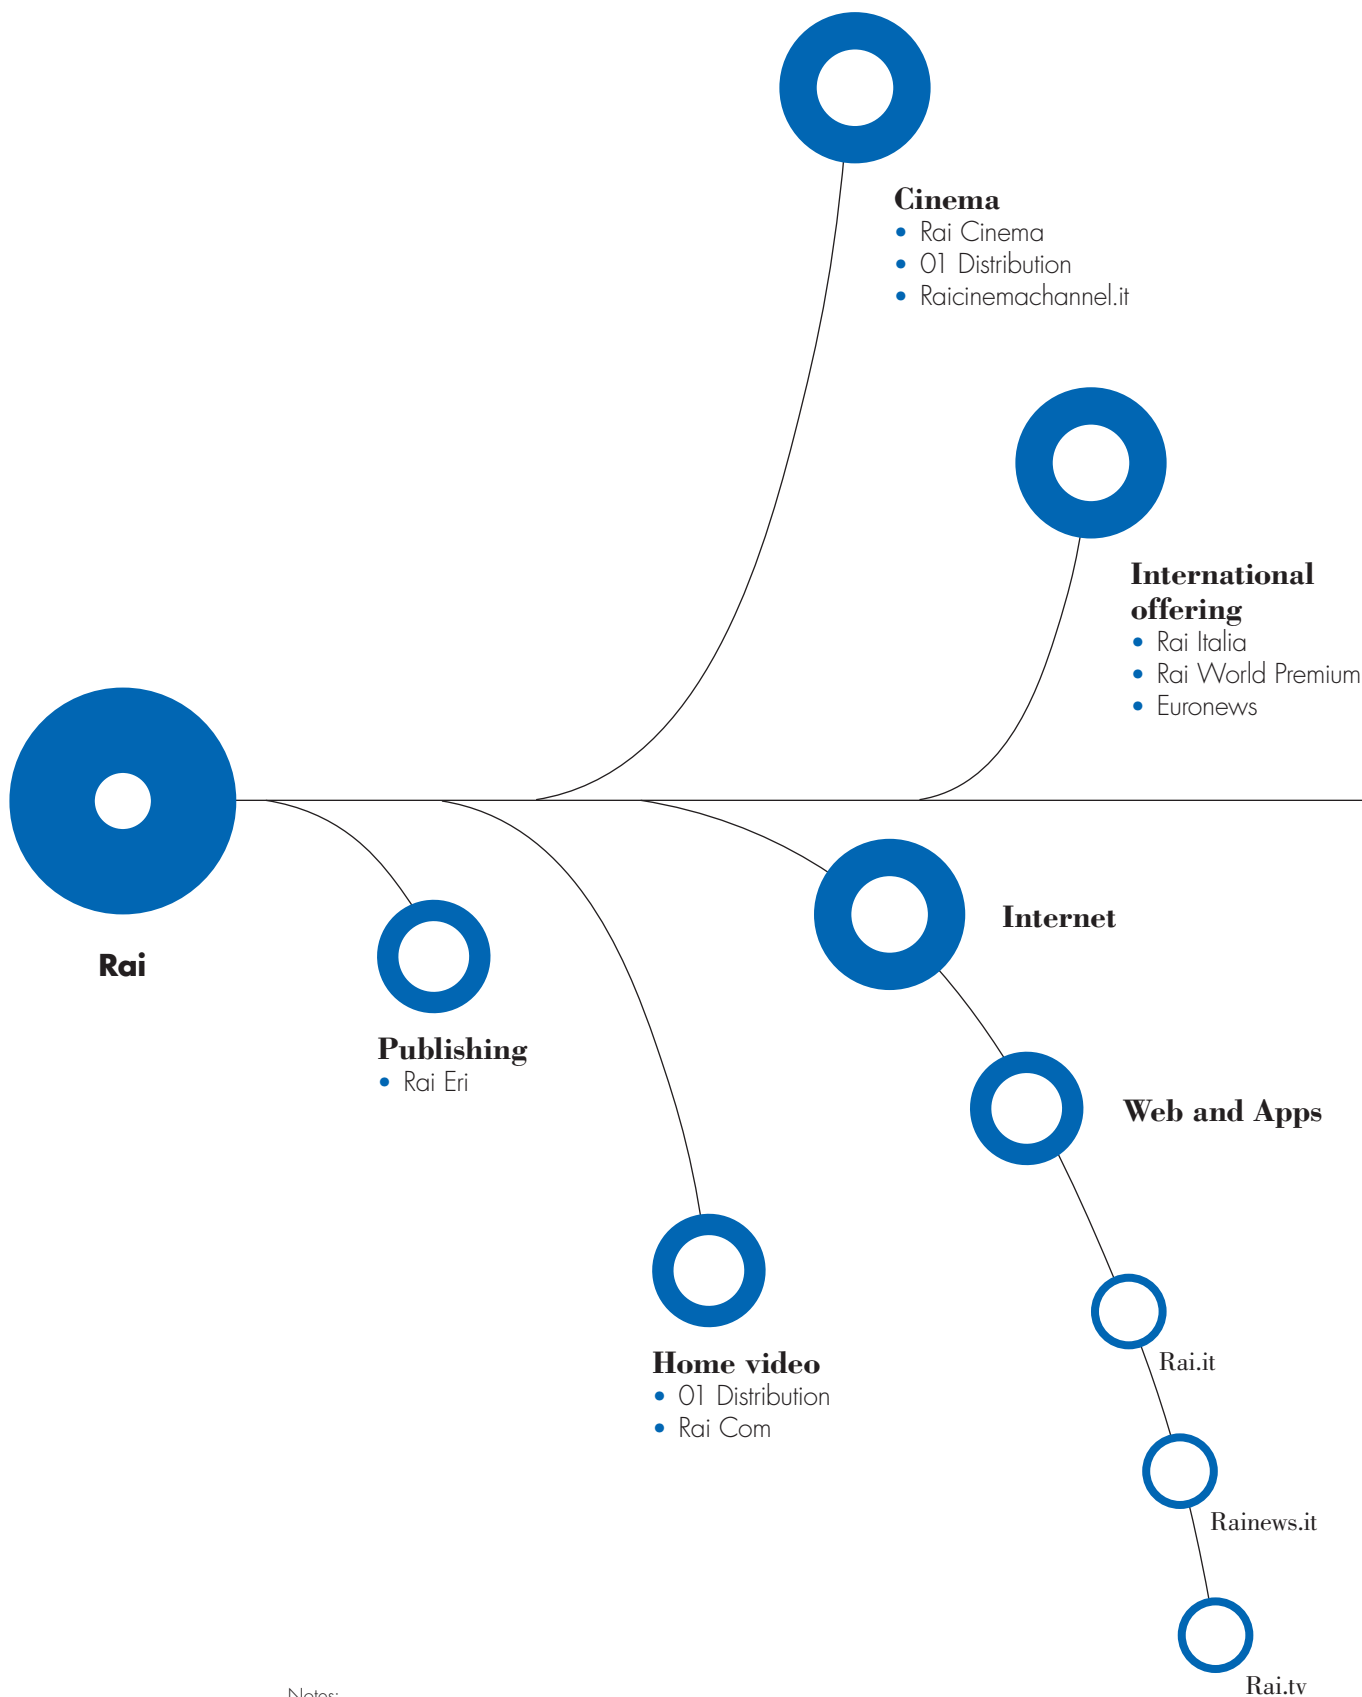 Cinema
• Rai Cinema
• 01 Distribution
• Raicinemachannel.it
International
offering
• Rai Italia
• Rai World Premium
• Euronews
Rai
Publishing
• Rai Eri
Home video
• 01 Distribution
• Rai Com
Internet
Web and Apps
Rai.it
Rainews.it
Rai.tv
Notes: